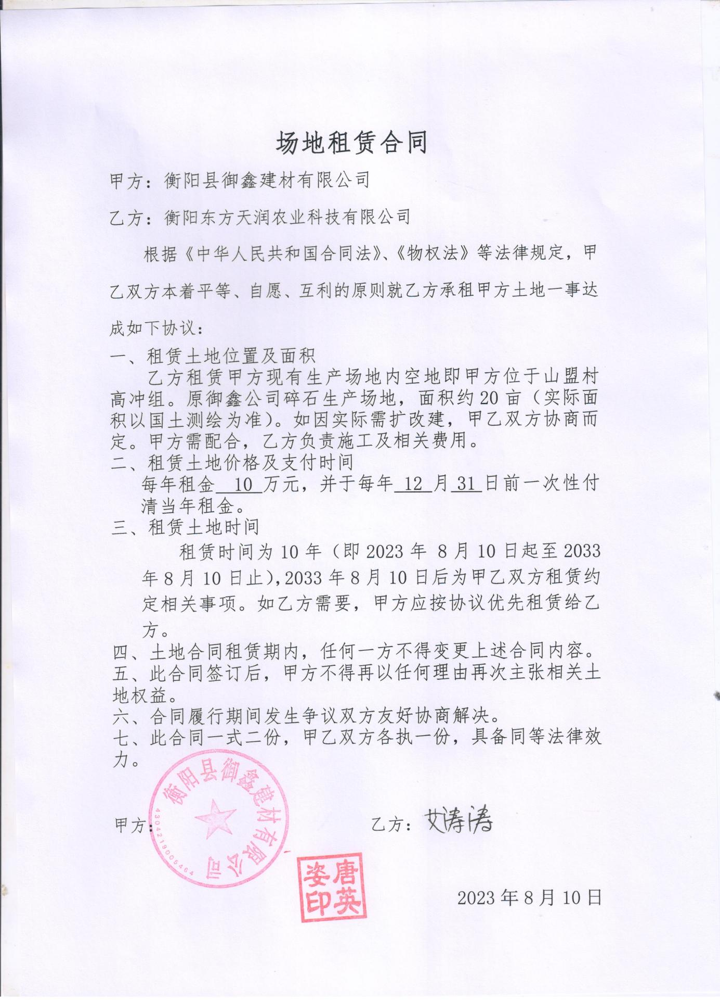 场地租赁合同
甲方：衡阳县御鑫建材有限公司
乙方：衡阳东方天润农业科技有限公司
根据《中华人民共和国合同法》、《物权法》等法律规定，甲
乙双方本着平等、自愿、互利的原则就乙方承租甲方土地一事达
成如下协议：
一、租赁土地位置及面积
乙方租赁甲方现有生产场地内空地即甲方位于山盟村
高冲组。原御鑫公司碎石生产场地，面积约20亩（实际面
积以国土测绘为准）。如因实际需扩改建，甲乙双方协商而
定。甲方需配合，乙方负责施工及相关费用。
二、租赁土地价格及支付时间
每年租金 10 万元，并于每年 12 月 31 日前一次性付
清当年租金。
三、租赁土地时间
租赁时间为10年（即2023年 8月10日起至2033
年8月10日止），2033年8月10日后为甲乙双方租赁约
定相关事项。如乙方需要，甲方应按协议优先租赁给乙
方。
四、土地合同租赁期内，任何一方不得变更上述合同内容。
五、此合同签订后，甲方不得再以任何理由再次主张相关土
地权益。
六、合同履行期间发生争议双方友好协商解决。
七、此合同一式二份，甲乙双方各执一份，具备同等法律效
力。
甲方：
衡阳县御鑫建材有限公司
4304219005464
乙方：艾涛涛
唐英姿印
2023年8月10日